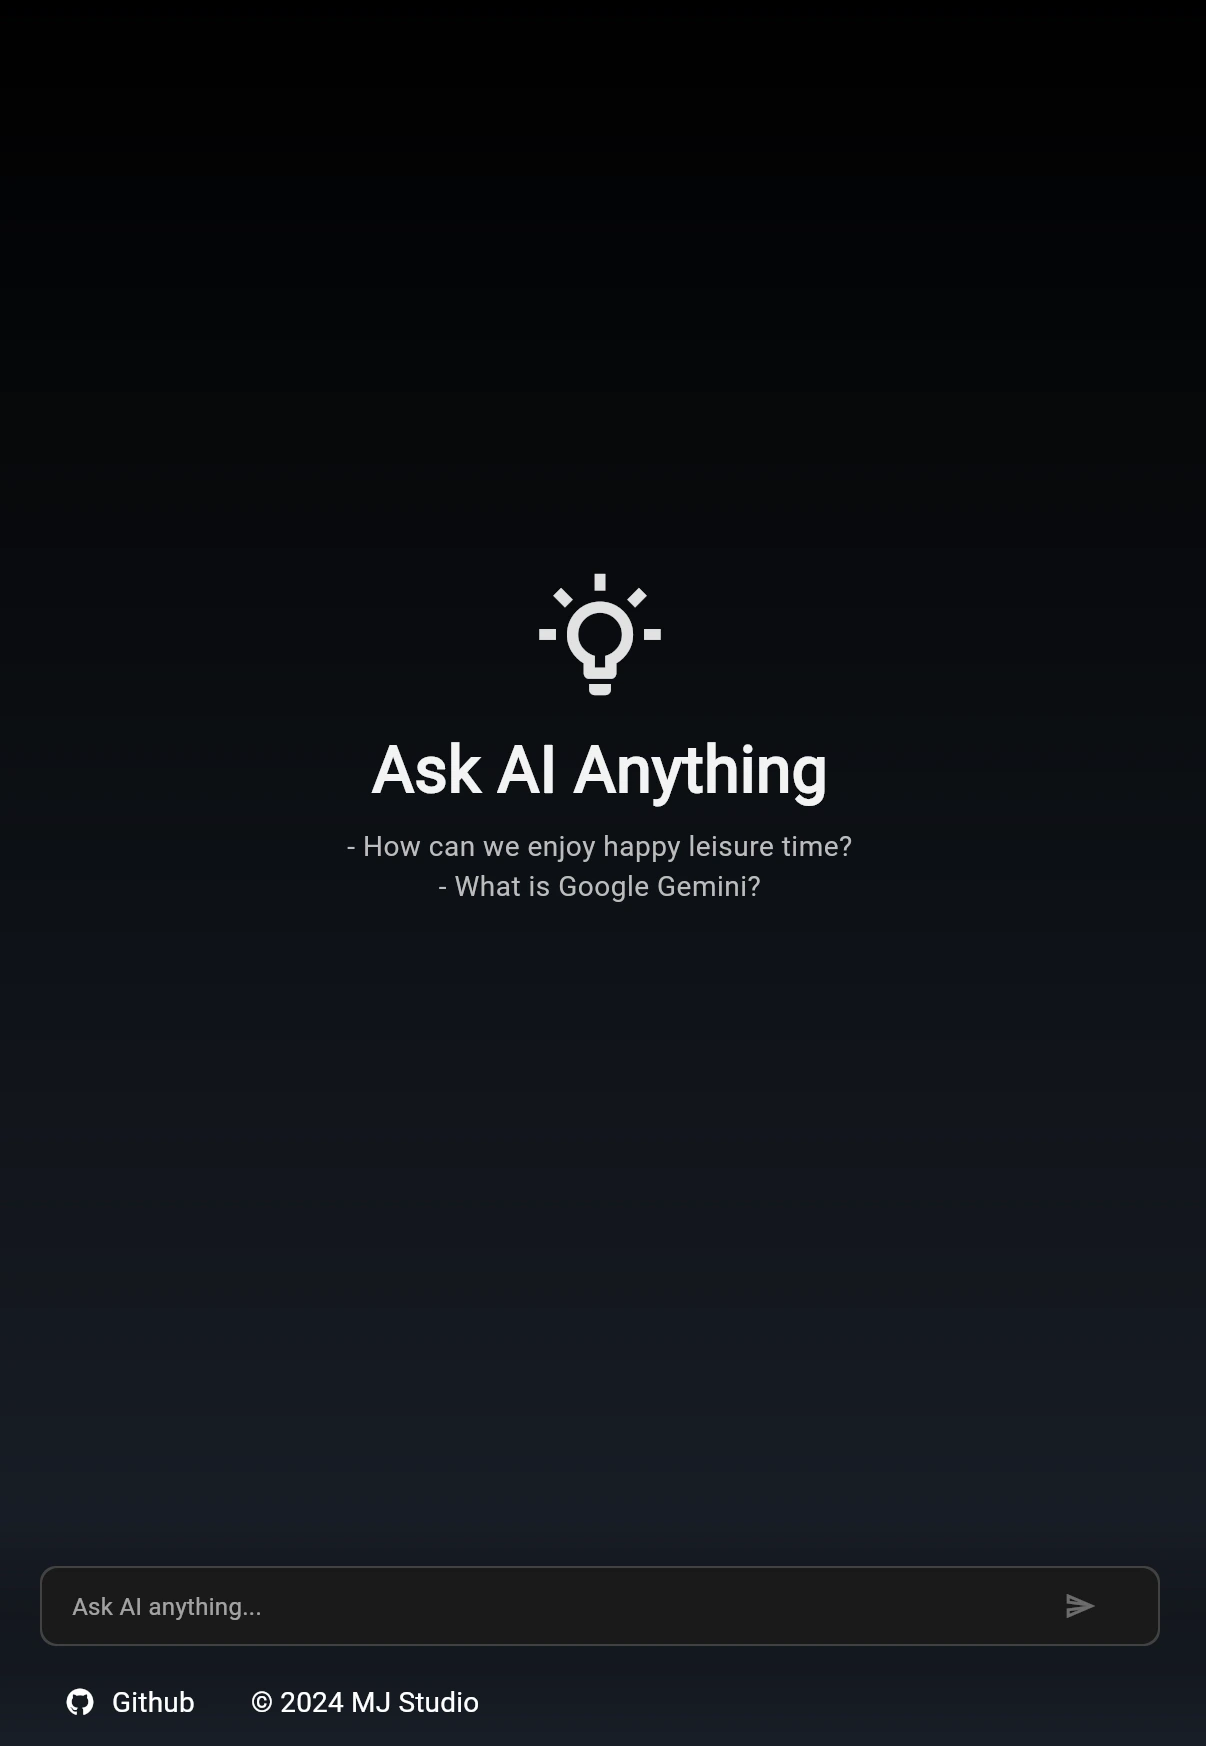 Ask AI Anything
- How can we enjoy happy leisure time?
- What is Google Gemini?
Ask AI anything...
Github © 2024 MJ Studio